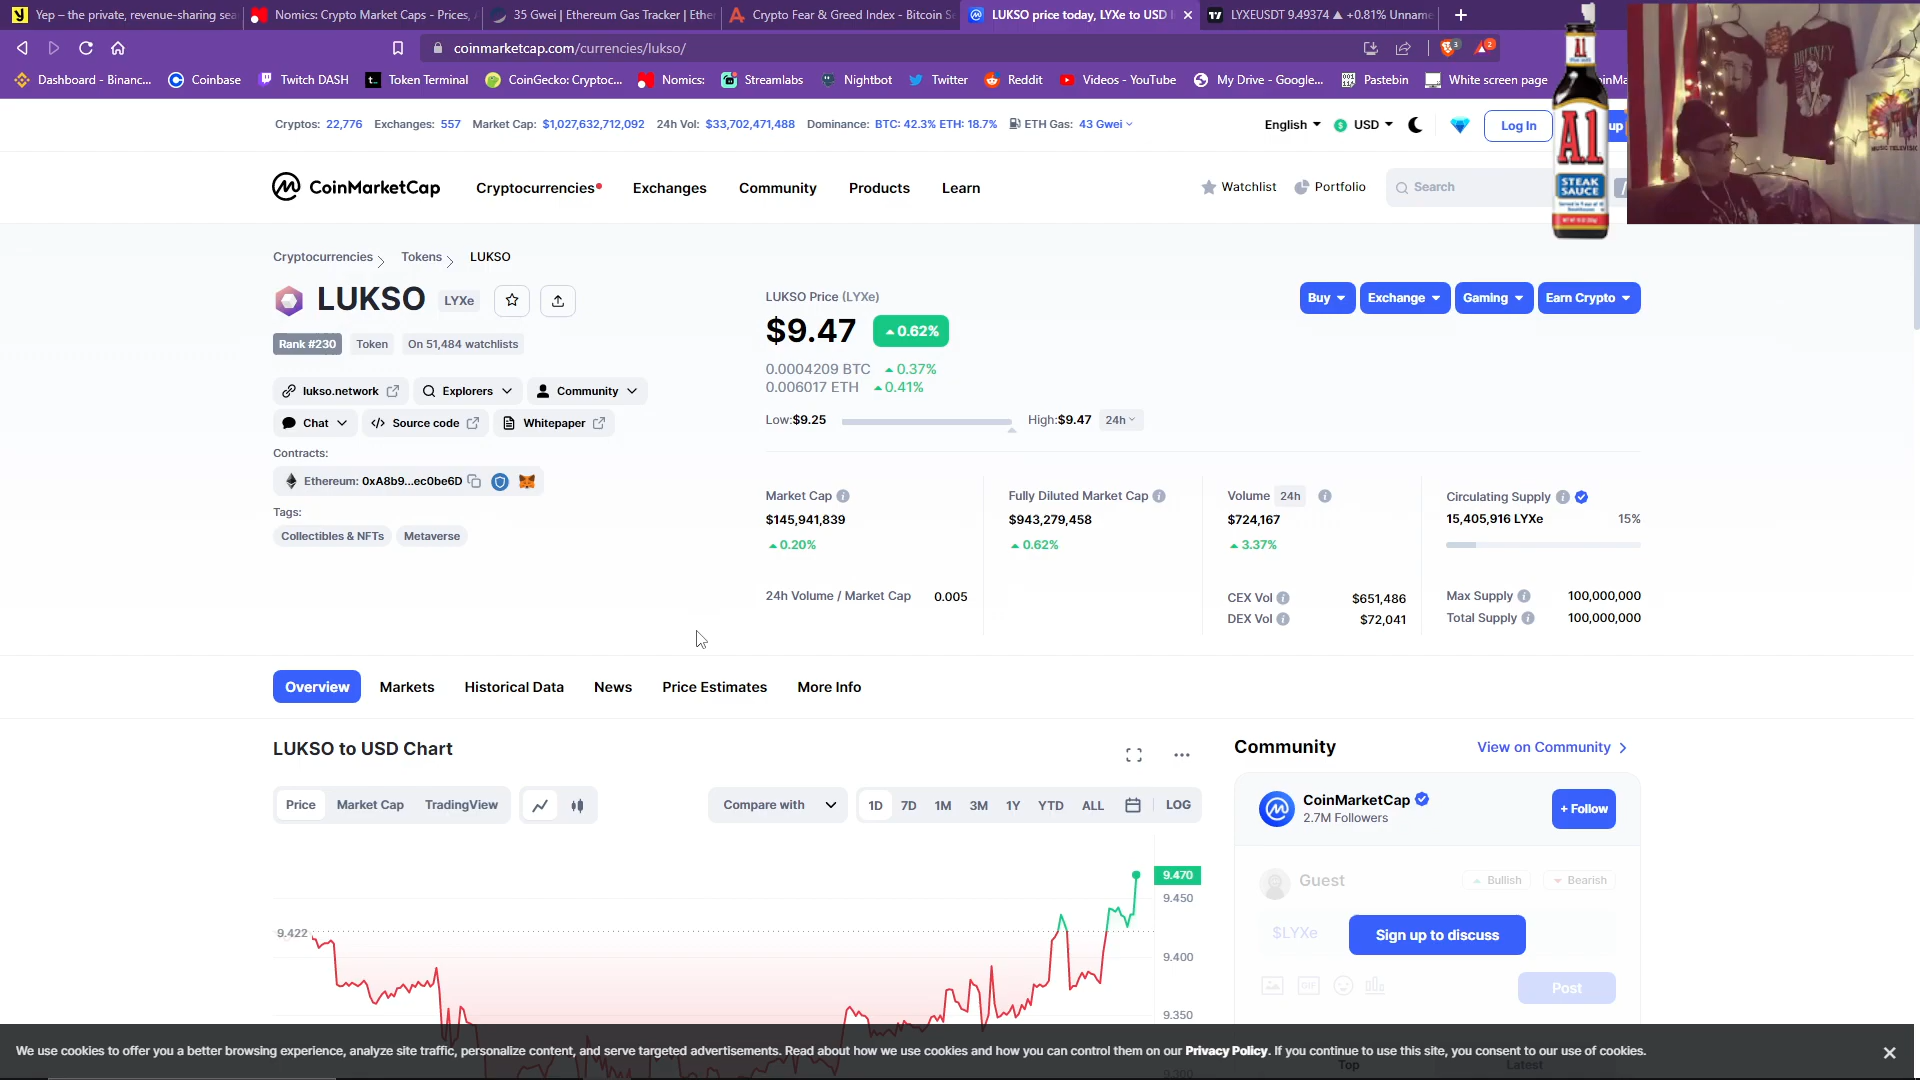 Yep – the private, revenue-sharing sea
Nomics: Crypto Market Caps - Prices, A
35 Gwei | Ethereum Gas Tracker | Ether
Crypto Fear & Greed Index - Bitcoin Se
LUKSO price today, LYXe to USD
LYXEUSDT 9.49374 ▲ +0.81% Unname
coinmarketcap.com/currencies/lukso/
3
2
Dashboard - Binanc...
Coinbase
Twitch DASH
Token Terminal
CoinGecko: Cryptoc...
Nomics:
Streamlabs
Nightbot
Twitter
Reddit
Videos - YouTube
My Drive - Google...
Pastebin
White screen page
Cryptos: 22,776 Exchanges: 557 Market Cap: $1,027,632,712,092 24h Vol: $33,702,471,488 Dominance: BTC: 42.3% ETH: 18.7% ETH Gas: 43 Gwei
English
USD
Log In
up
A1
STEAK
SAUCE
CoinMarketCap
Cryptocurrencies
Exchanges
Community
Products
Learn
Watchlist
Portfolio
Search
/
Cryptocurrencies > Tokens > LUKSO
LUKSO LYXe
Rank #230
Token
On 51,484 watchlists
lukso.network
Explorers
Community
Chat
Source code
Whitepaper
Contracts:
Ethereum: 0xA8b9...ec0be6D
Tags:
Collectibles & NFTs
Metaverse
LUKSO Price (LYXe)
$9.47 0.62%
0.0004209 BTC 0.37%
0.006017 ETH 0.41%
Low: $9.25
High: $9.47
24h
Buy
Exchange
Gaming
Earn Crypto
Market Cap
$145,941,839
0.20%
24h Volume / Market Cap 0.005
Fully Diluted Market Cap
$943,279,458
0.62%
Volume 24h
$724,167
3.37%
CEX Vol $651,486
DEX Vol $72,041
Circulating Supply
15,405,916 LYXe 15%
Max Supply 100,000,000
Total Supply 100,000,000
Overview
Markets
Historical Data
News
Price Estimates
More Info
LUKSO to USD Chart
Price
Market Cap
TradingView
Compare with
1D 7D 1M 3M 1Y YTD ALL LOG
9.470
9.450
9.422
9.400
9.350
Community
View on Community >
CoinMarketCap
2.7M Followers
+ Follow
Guest
Bullish
Bearish
$LYXe
Sign up to discuss
GIF
Post
We use cookies to offer you a better browsing experience, analyze site traffic, personalize content, and serve targeted advertisements. Read about how we use cookies and how you can control them on our Privacy Policy. If you continue to use this site, you consent to our use of cookies.
Top
Latest